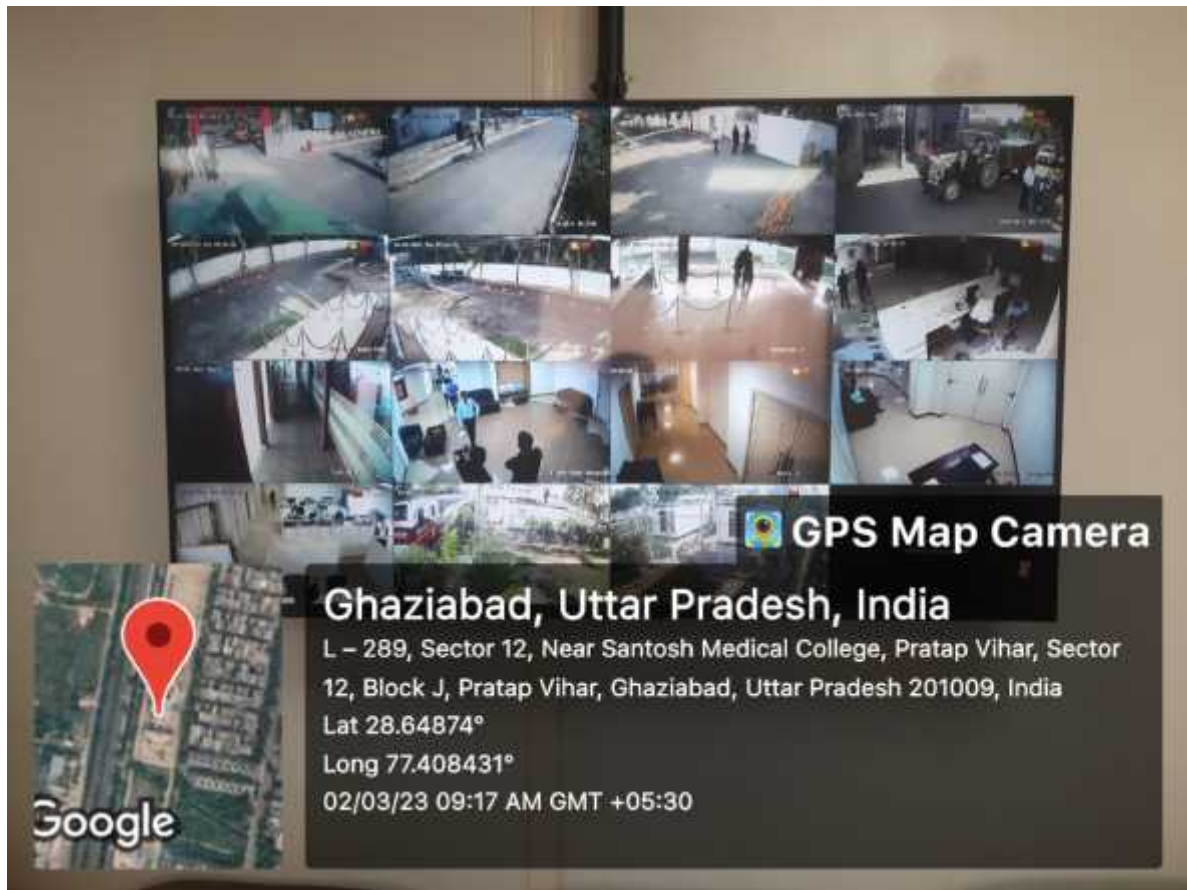 GPS Map Camera
Ghaziabad, Uttar Pradesh, India
L – 289, Sector 12, Near Santosh Medical College, Pratap Vihar, Sector
12, Block J, Pratap Vihar, Ghaziabad, Uttar Pradesh 201009, India
Lat 28.64874°
Long 77.408431°
02/03/23 09:17 AM GMT +05:30
Google